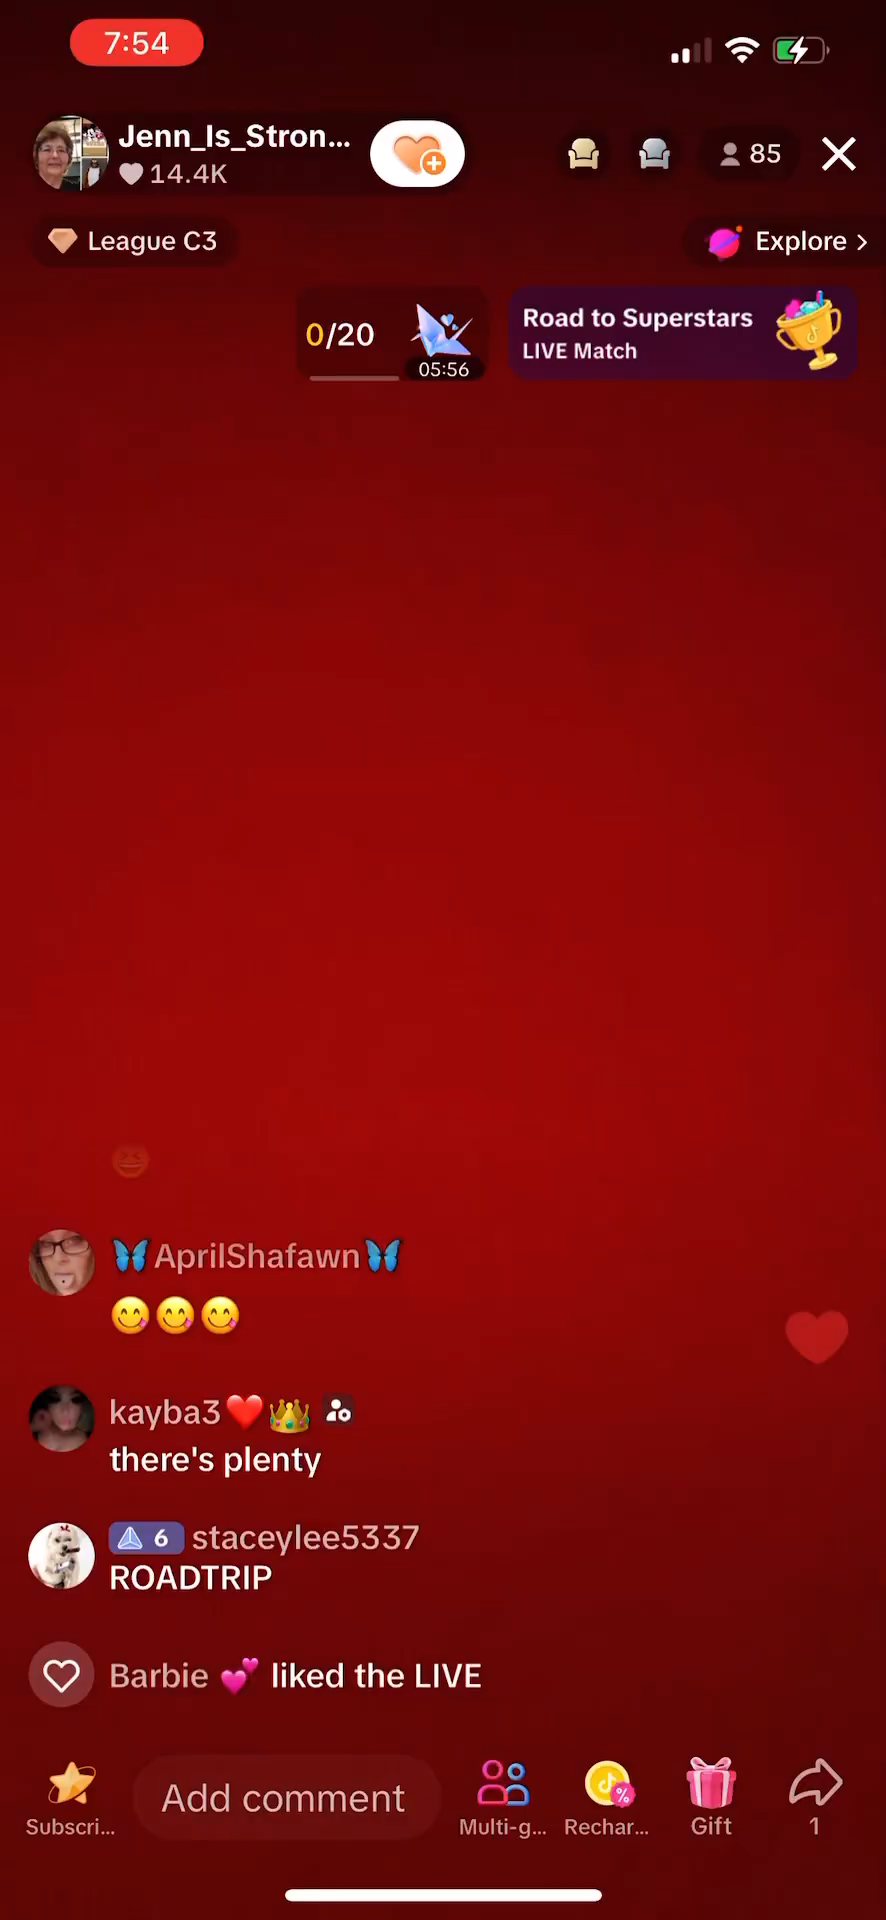 7:54
Jenn_Is_Stron...
14.4K
85
League C3
Explore >
0/20
05:56
Road to Superstars
LIVE Match
🦋AprilShafawn🦋
😋😋😋
kayba3❤️👑
there's plenty
6 staceylee5337
ROADTRIP
Barbie 💕 liked the LIVE
Add comment
Subscri...
Multi-g...
Rechar...
Gift
1